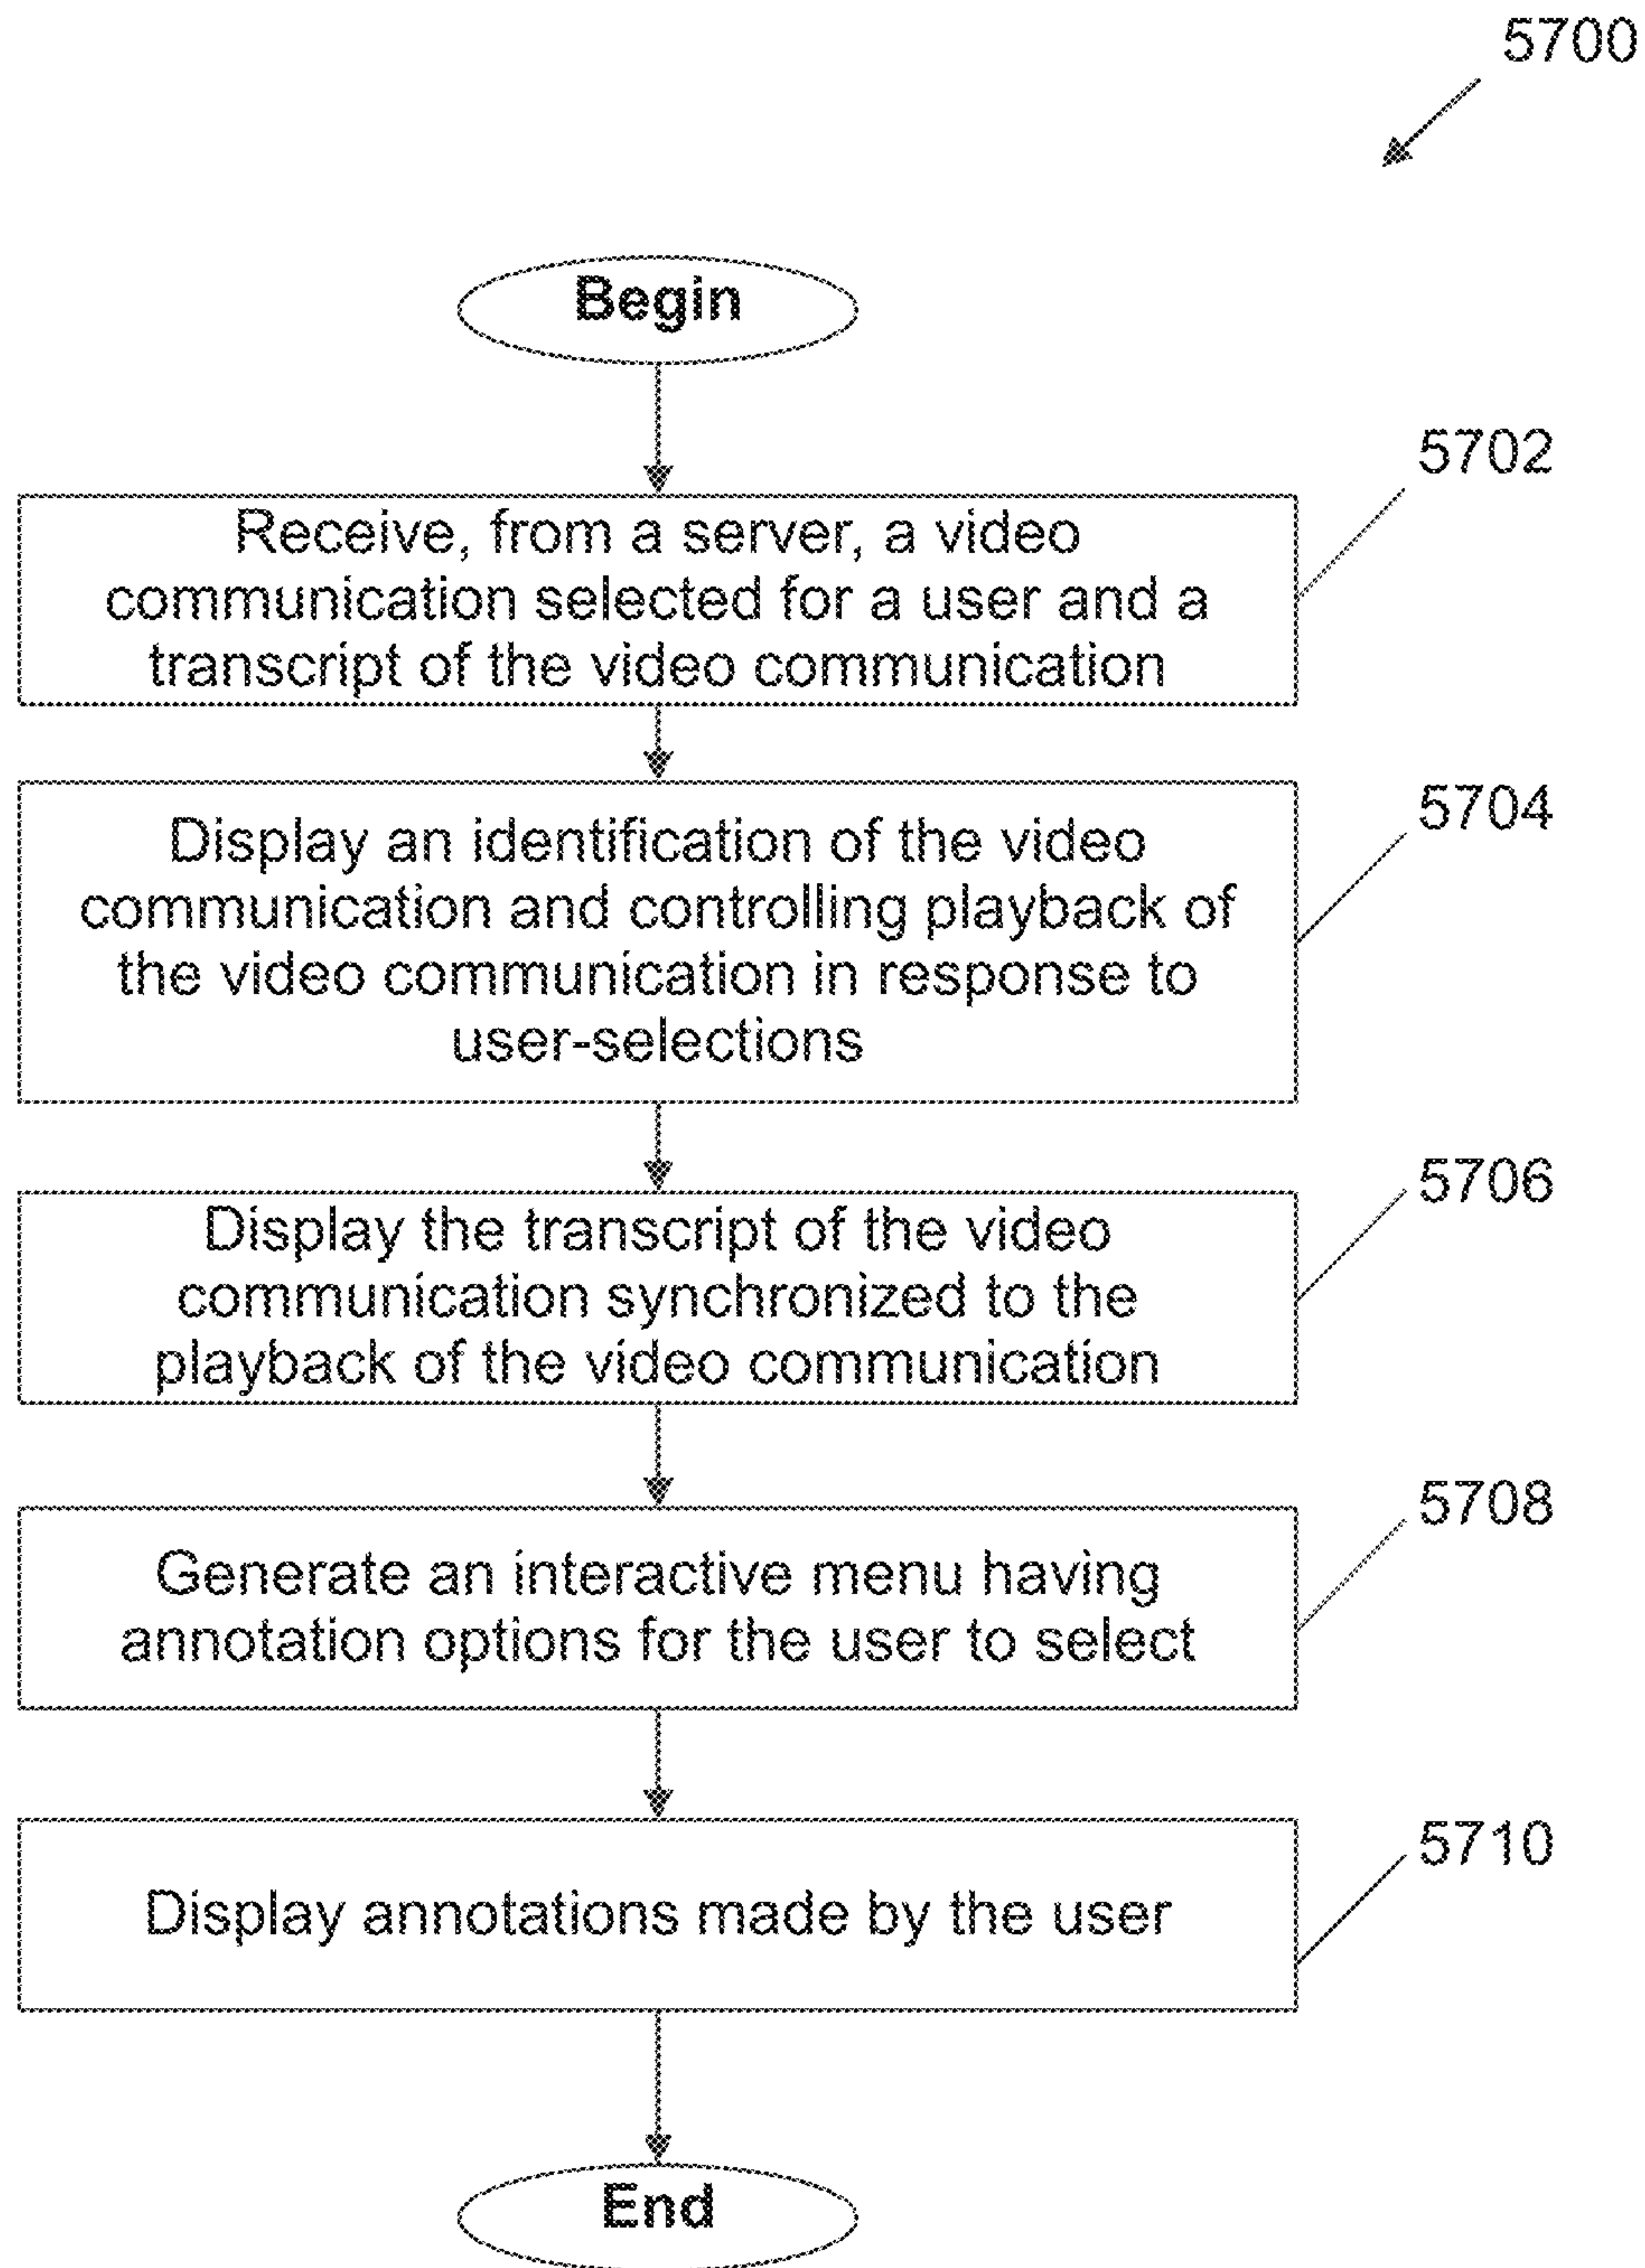 5700
Begin
5702
Receive, from a server, a video
communication selected for a user and a
transcript of the video communication
5704
Display an identification of the video
communication and controlling playback of
the video communication in response to
user-selections
5706
Display the transcript of the video
communication synchronized to the
playback of the video communication
5708
Generate an interactive menu having
annotation options for the user to select
5710
Display annotations made by the user
End